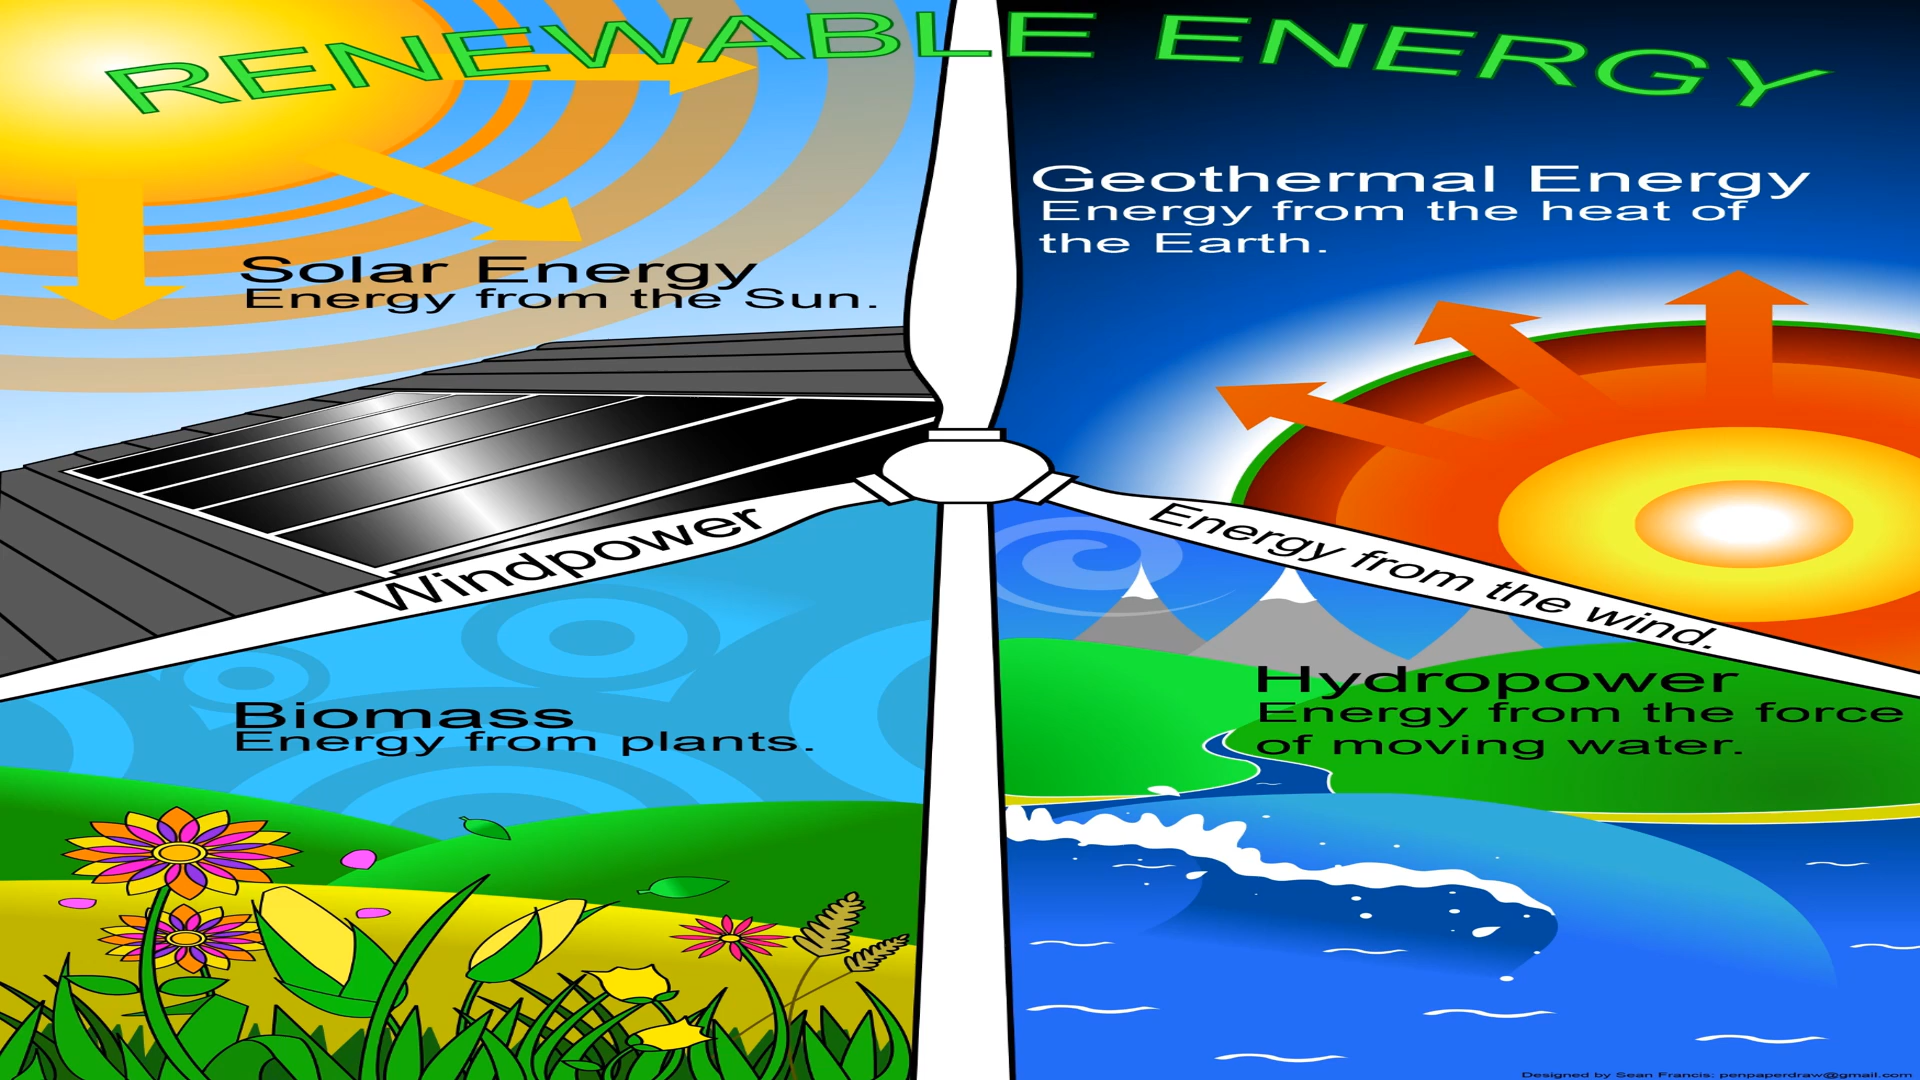 RENEWABLE ENERGY
Solar Energy
Energy from the Sun.
Geothermal Energy
Energy from the heat of
the Earth.
Windpower
Energy from the wind.
Biomass
Energy from plants.
Hydropower
Energy from the force
of moving water.
Designed by Sean Francis: penpaperdraw@gmail.com